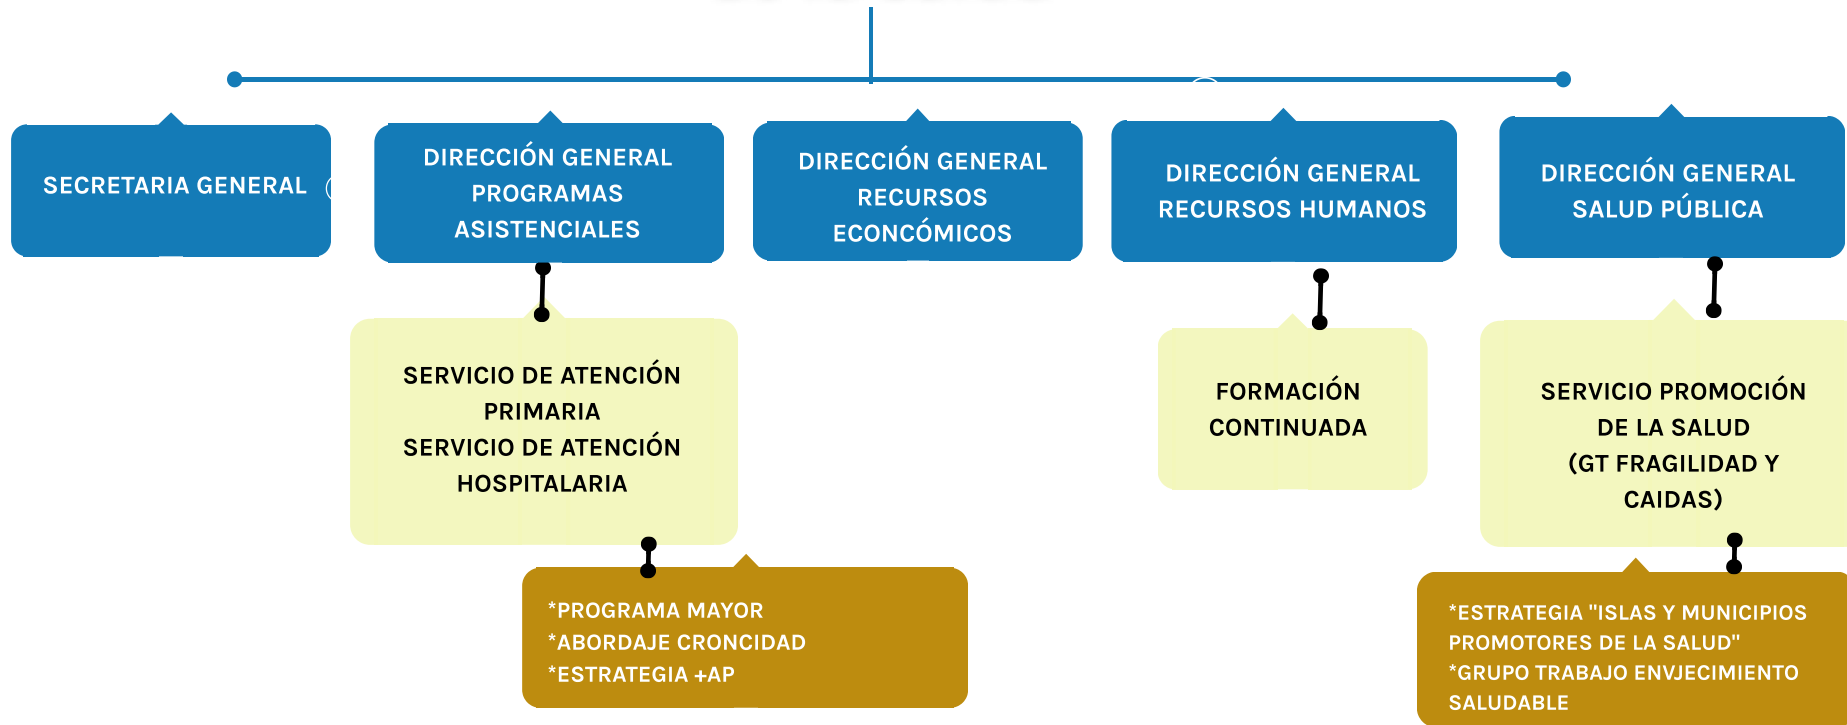 SECRETARIA GENERAL
DIRECCIÓN GENERAL
PROGRAMAS
ASISTENCIALES
DIRECCIÓN GENERAL
RECURSOS
ECONCÓMICOS
DIRECCIÓN GENERAL
RECURSOS HUMANOS
DIRECCIÓN GENERAL
SALUD PÚBLICA
SERVICIO DE ATENCIÓN
PRIMARIA
SERVICIO DE ATENCIÓN
HOSPITALARIA
FORMACIÓN
CONTINUADA
SERVICIO PROMOCIÓN
DE LA SALUD
(GT FRAGILIDAD Y
CAIDAS)
*PROGRAMA MAYOR
*ABORDAJE CRONCIDAD
*ESTRATEGIA +AP
*ESTRATEGIA "ISLAS Y MUNICIPIOS
PROMOTORES DE LA SALUD"
*GRUPO TRABAJO ENVJECIMIENTO
SALUDABLE